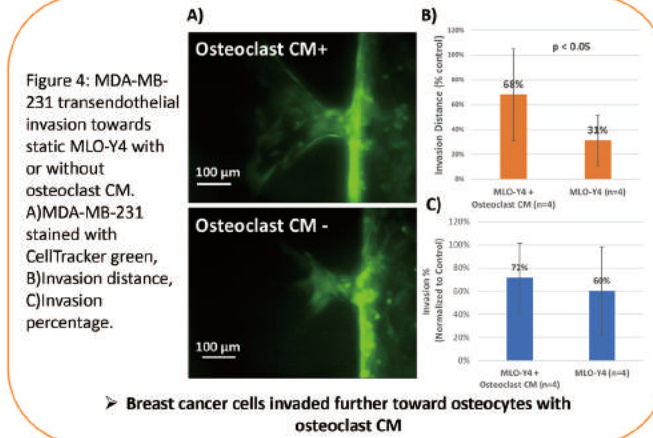 Figure 4: MDA-MB-
231 transendothelial
invasion towards
static MLO-Y4 with
or without
osteoclast CM.
A)MDA-MB-231
stained with
CellTracker green,
B)Invasion distance,
C)Invasion
percentage.
A)
Osteoclast CM+
100 μm
Osteoclast CM -
100 μm
B)
Invasion Distance (% control)
120%
100%
80%
60%
40%
20%
0%
p < 0.05
68%
31%
MLO-Y4 +
Osteoclast CM (n=4)
MLO-Y4 (n=4)
C)
Invasion %
(Normalized to Control)
120%
100%
80%
60%
40%
20%
0%
71%
60%
MLO-Y4 +
Osteoclast CM (n=4)
MLO-Y4 (n=4)
➢ Breast cancer cells invaded further toward osteocytes with
osteoclast CM